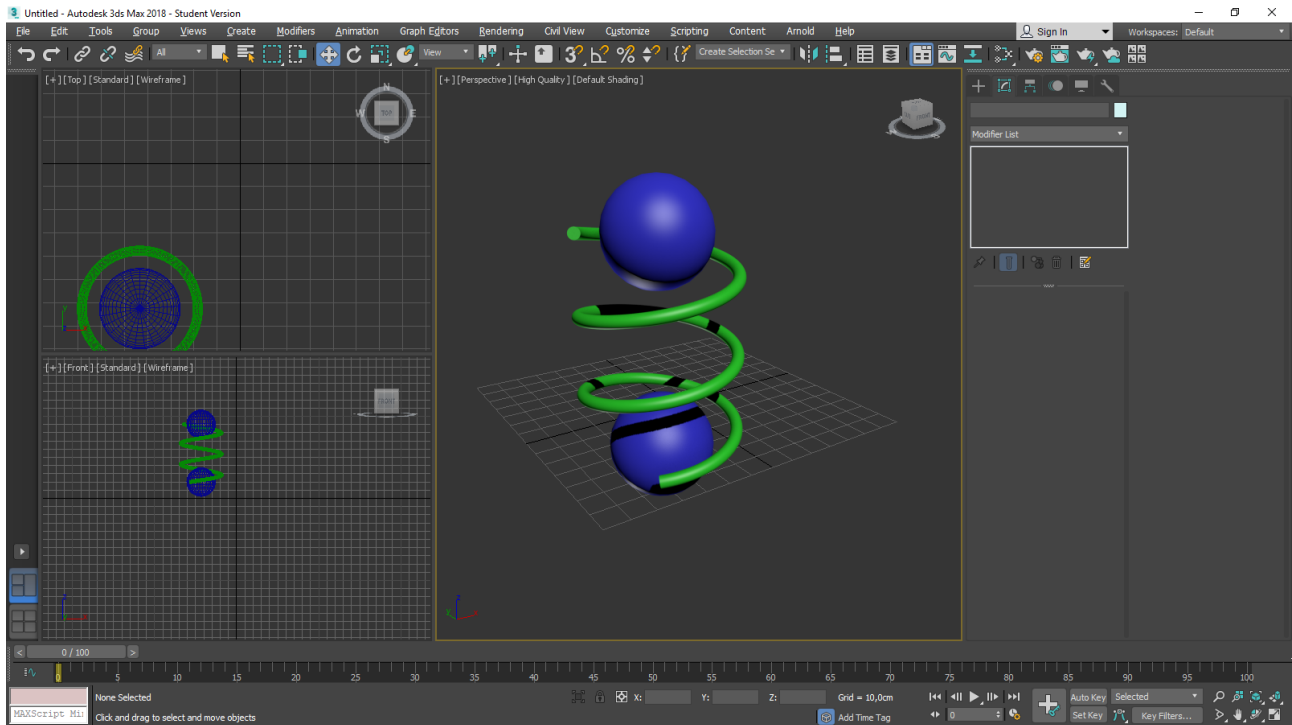 Untitled - Autodesk 3ds Max 2018 - Student Version
File Edit Tools Group Views Create Modifiers Animation Graph Editors Rendering Civil View Customize Scripting Content Arnold Help Sign In Workspaces: Default
All View Create Selection Se
[+][Top][Standard][Wireframe]
N
W TOP E
S
y
[+][Perspective][High Quality][Default Shading]
FRONT
Modifier List
[+][Front][Standard][Wireframe]
FRONT
z
z
0 / 100
0 5 10 15 20 25 30 35 40 45 50 55 60 65 70 75 80 85 90 95 100
None Selected X: Y: Z: Grid = 10,0cm Auto Key Selected
MAXScript Mi Click and drag to select and move objects Add Time Tag 0 Set Key Key Filters...